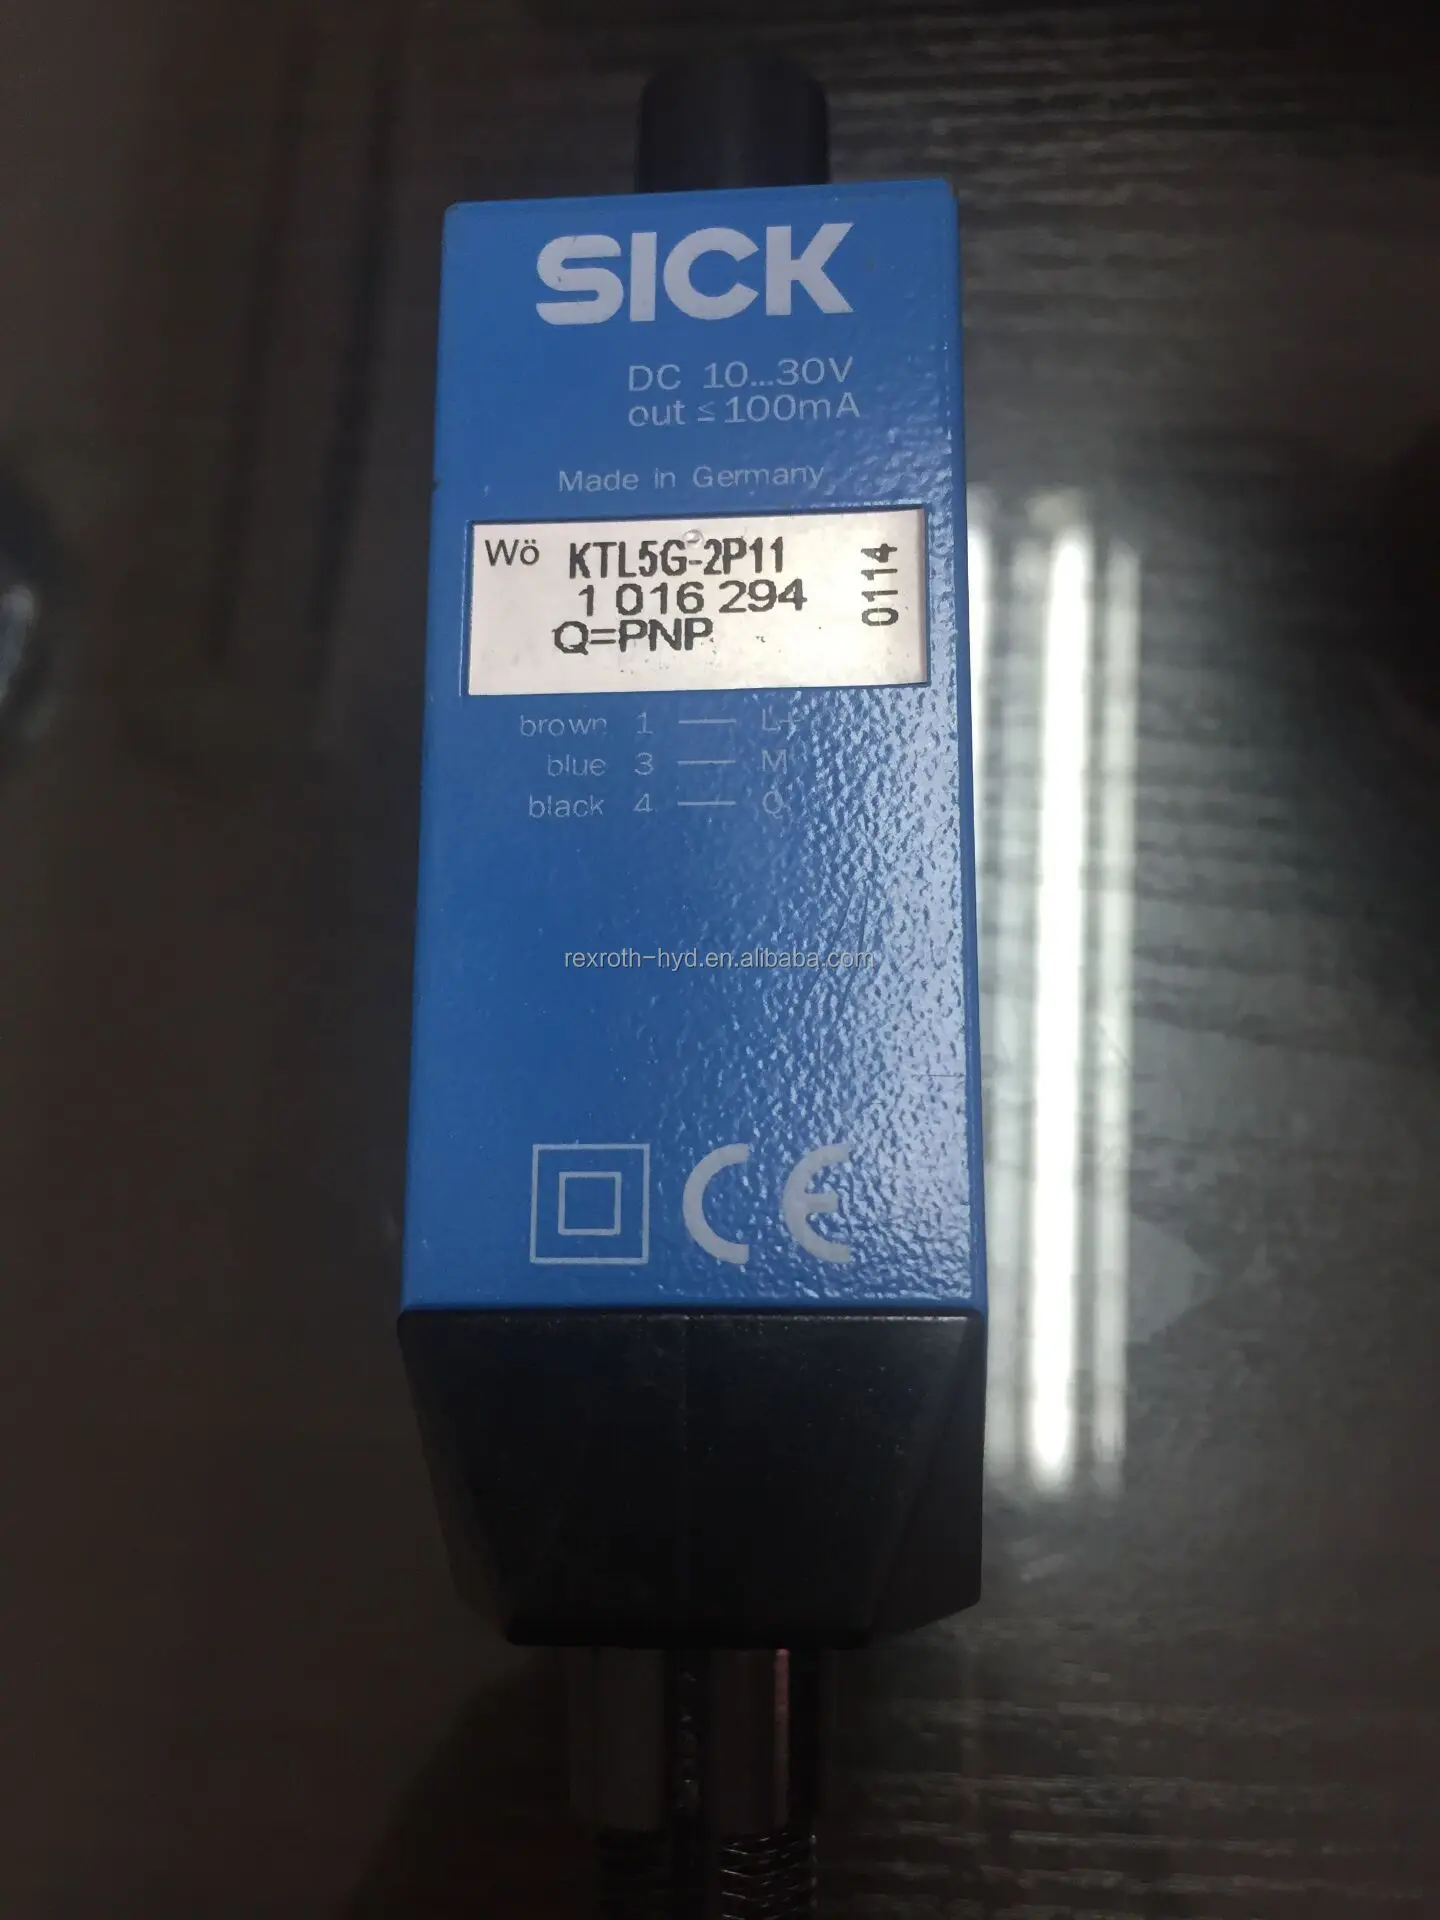 SICK
DC 10...30V
out ≤ 100mA
Made in Germany
Wö KTL5G-2P11
1 016 294
Q=PNP
0114
brown 1 — L+
blue 3 — M
black 4 — Q
rexroth-hyd.en.alibaba.com
CE